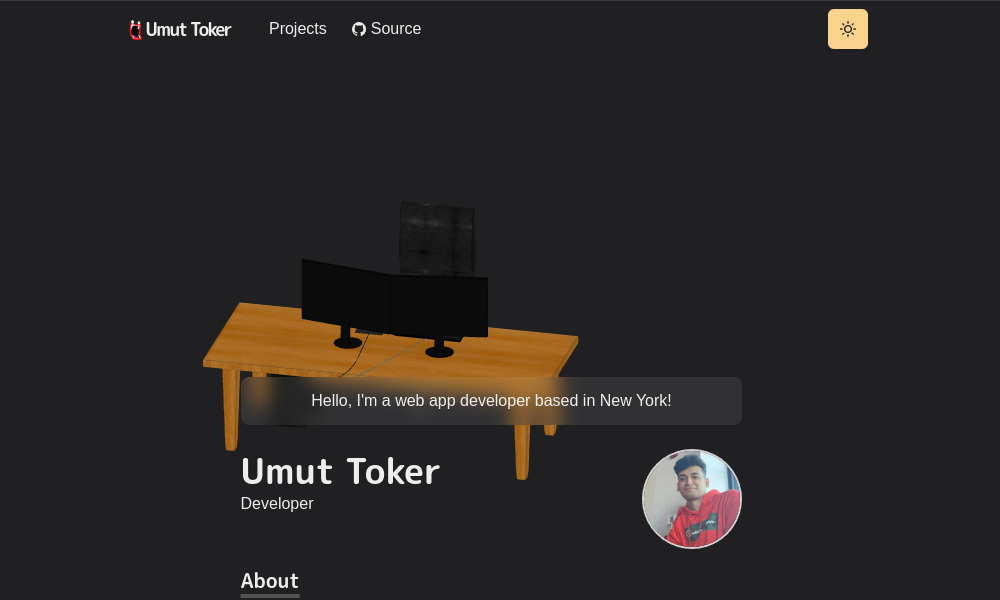 Umut Toker
Projects
Source
Hello, I'm a web app developer based in New York!
Umut Toker
Developer
About